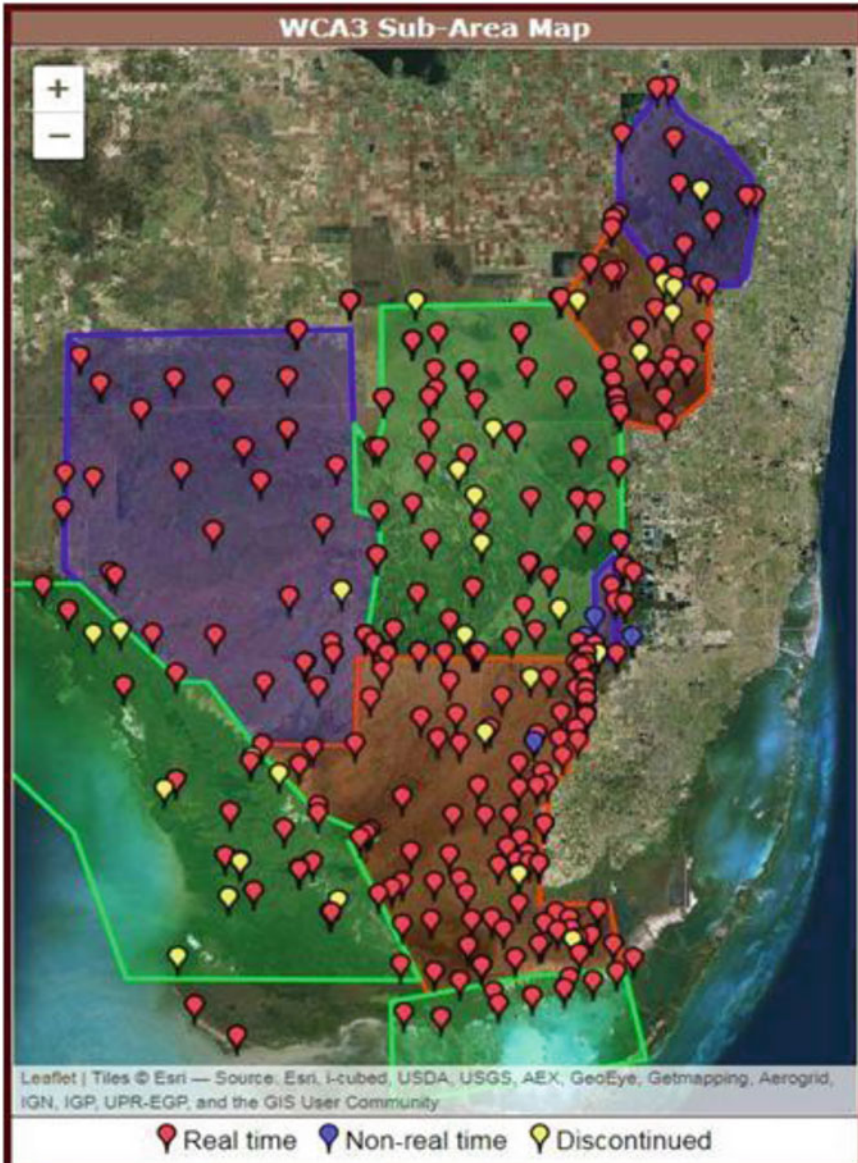 WCA3 Sub-Area Map
+
−
Leaflet | Tiles © Esri — Source: Esri, i-cubed, USDA, USGS, AEX, GeoEye, Getmapping, Aerogrid,
IGN, IGP, UPR-EGP, and the GIS User Community
Real time Non-real time Discontinued